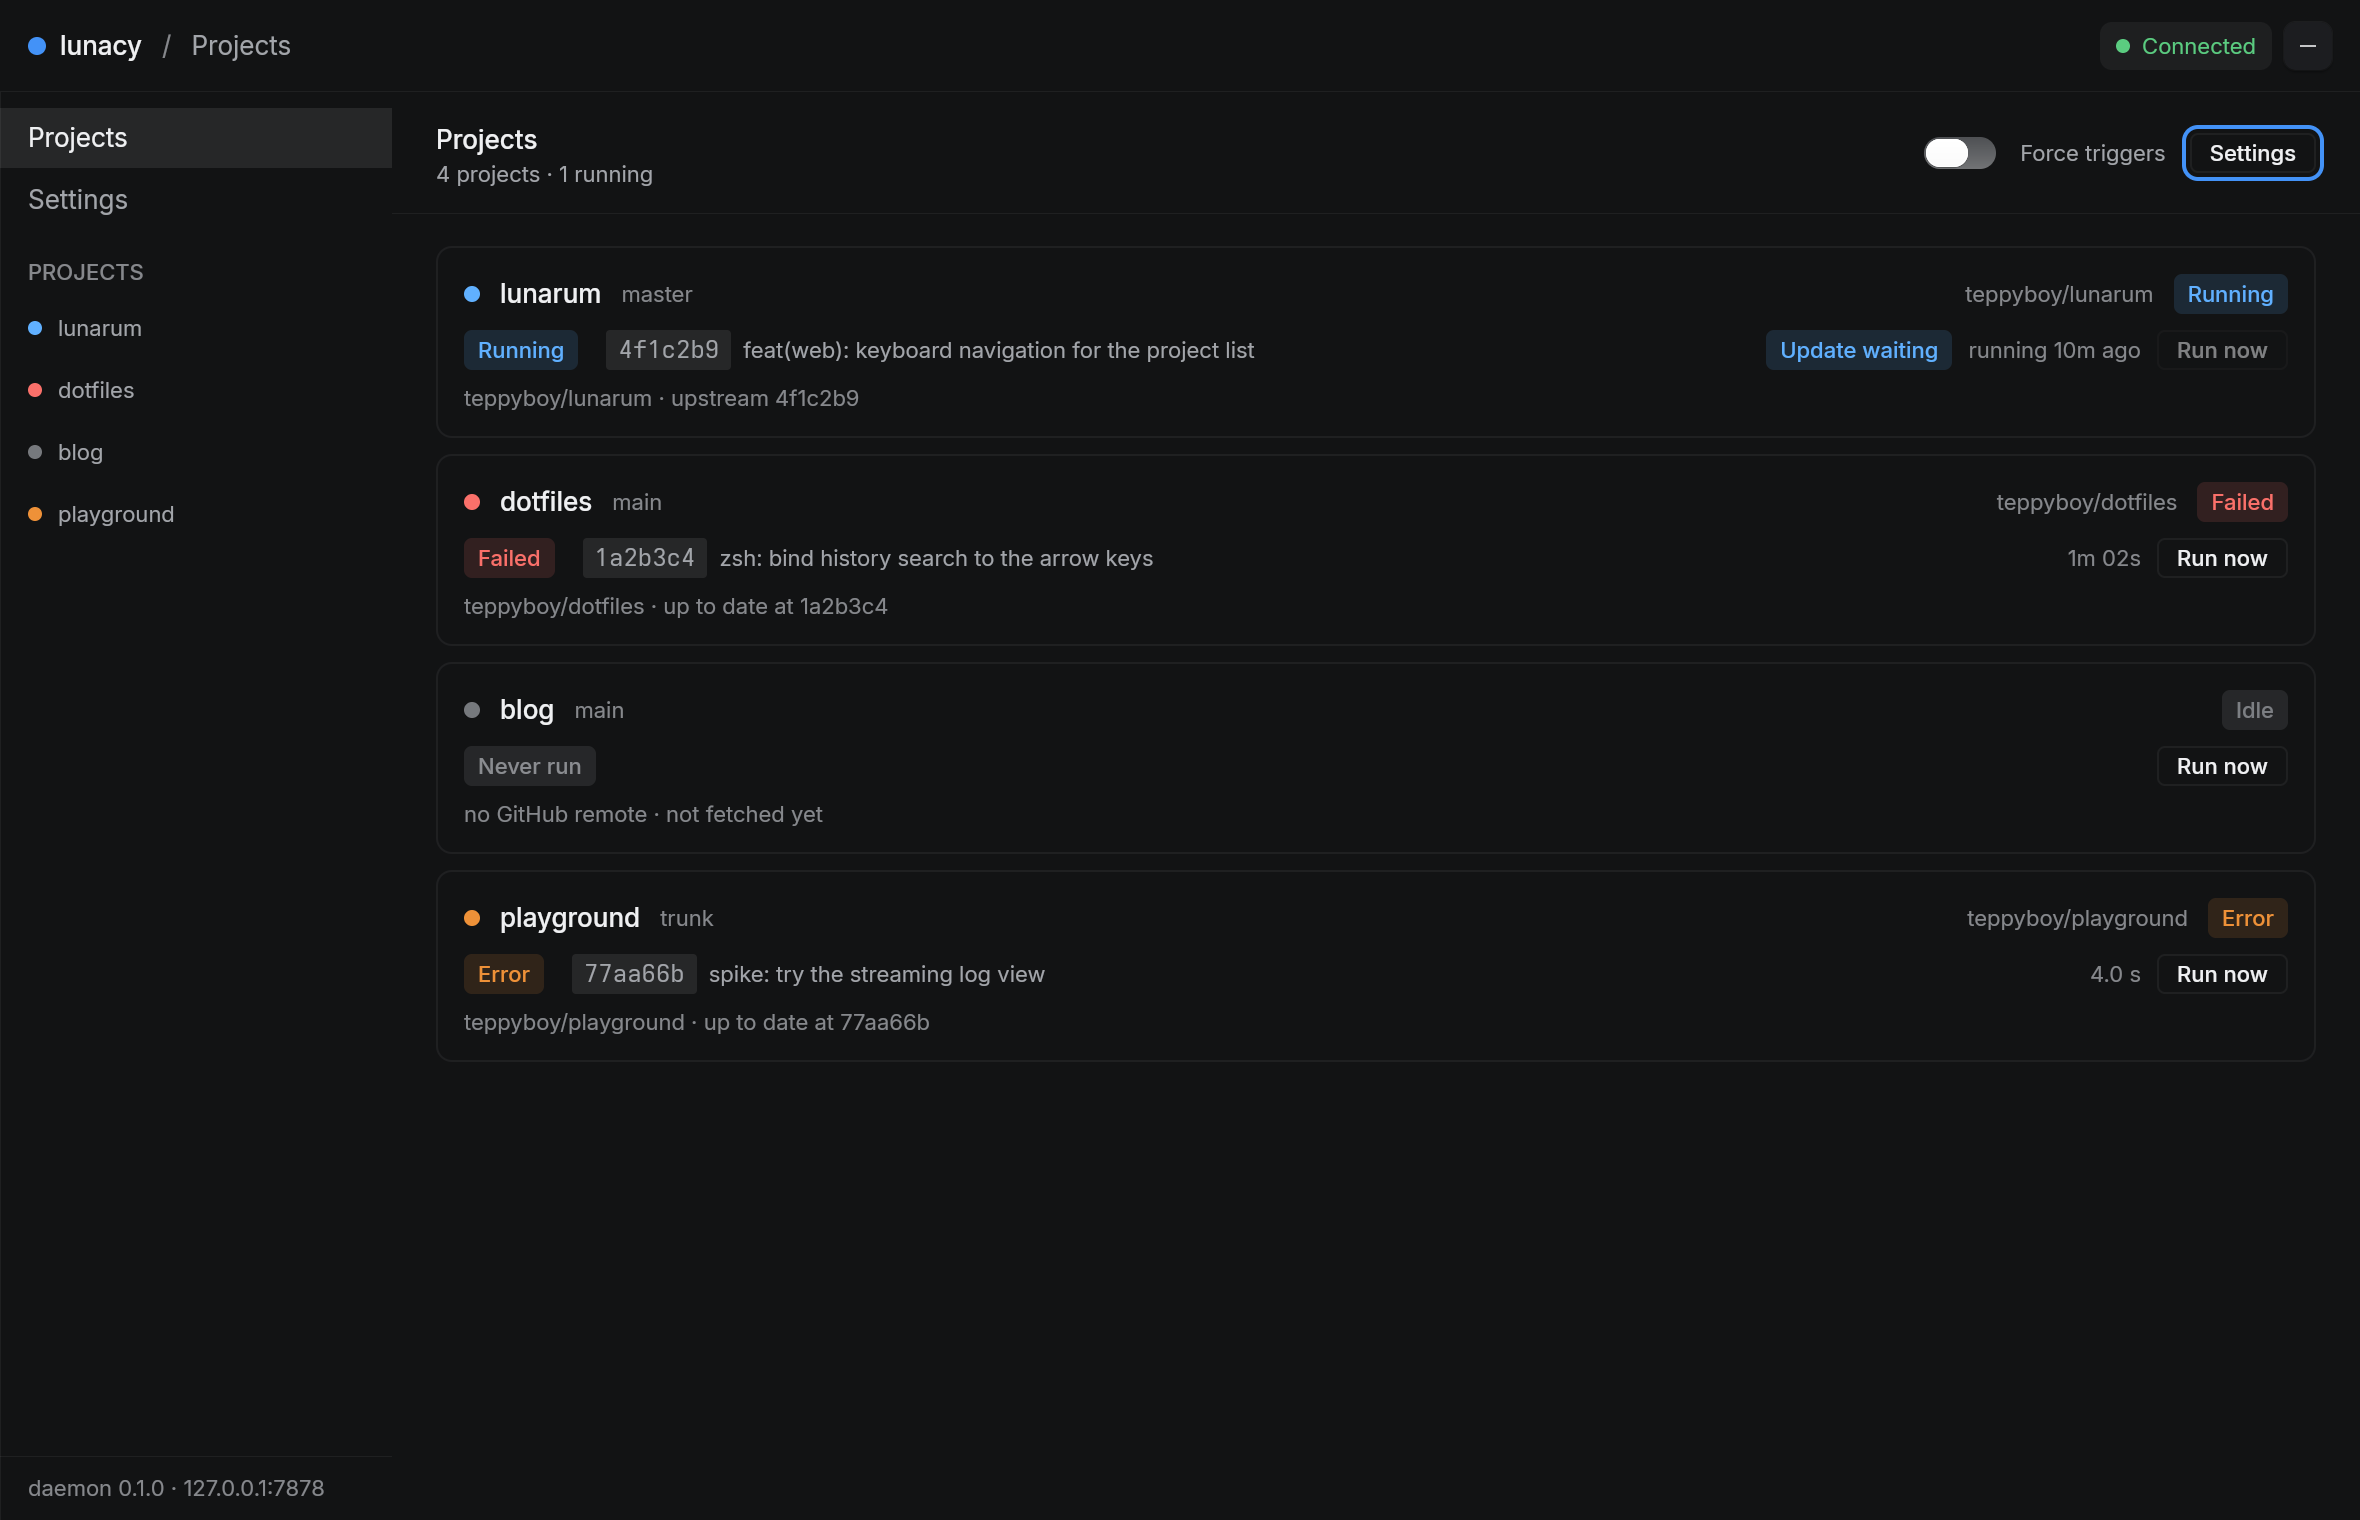 lunacy / Projects
Connected
Projects
Settings
PROJECTS
lunarum
dotfiles
blog
playground
daemon 0.1.0 · 127.0.0.1:7878
Projects
4 projects · 1 running
Force triggers
Settings
lunarum master teppyboy/lunarum Running
Running 4f1c2b9 feat(web): keyboard navigation for the project list Update waiting running 10m ago Run now
teppyboy/lunarum · upstream 4f1c2b9
dotfiles main teppyboy/dotfiles Failed
Failed 1a2b3c4 zsh: bind history search to the arrow keys 1m 02s Run now
teppyboy/dotfiles · up to date at 1a2b3c4
blog main Idle
Never run Run now
no GitHub remote · not fetched yet
playground trunk teppyboy/playground Error
Error 77aa66b spike: try the streaming log view 4.0 s Run now
teppyboy/playground · up to date at 77aa66b